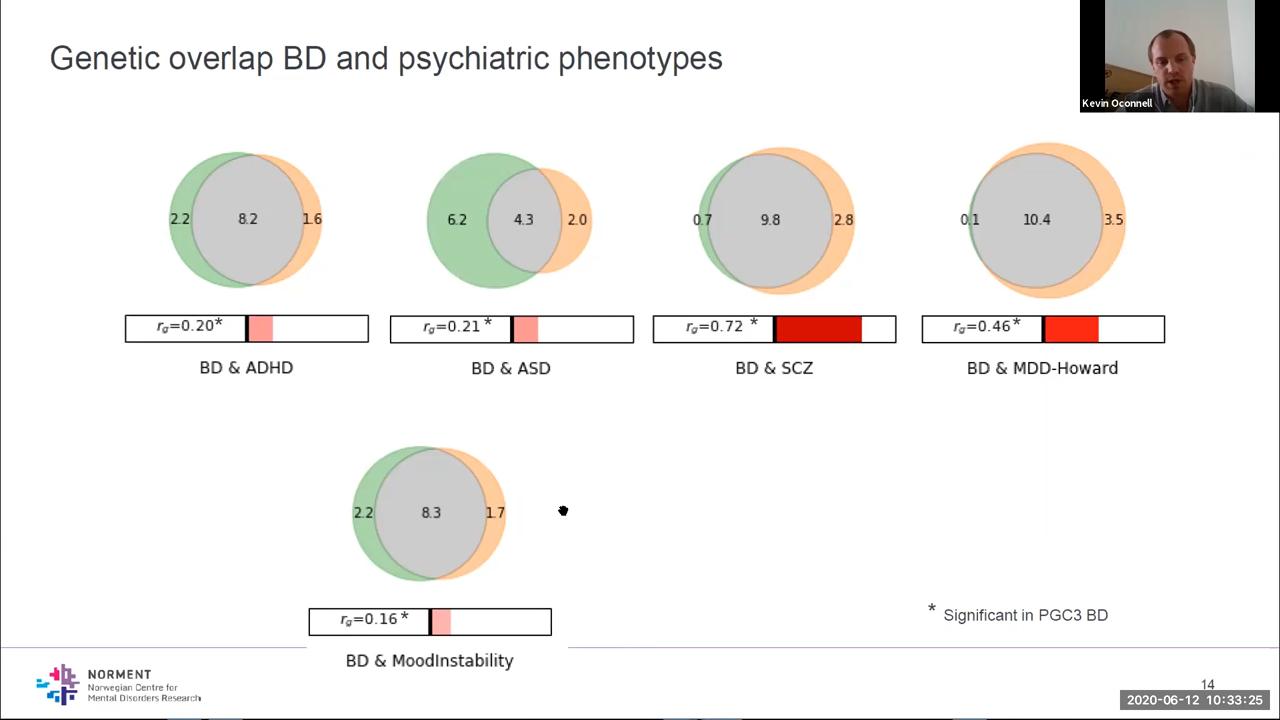 Genetic overlap BD and psychiatric phenotypes
Kevin Oconnell
2.2 8.2 1.6
6.2 4.3 2.0
0.7 9.8 2.8
0.1 10.4 3.5
rg=0.20*
rg=0.21 *
rg=0.72 *
rg=0.46*
BD & ADHD
BD & ASD
BD & SCZ
BD & MDD-Howard
2.2 8.3 1.7
rg=0.16 *
BD & MoodInstability
* Significant in PGC3 BD
NORMENT
Norwegian Centre for
Mental Disorders Research
14
2020-06-12 10:33:25